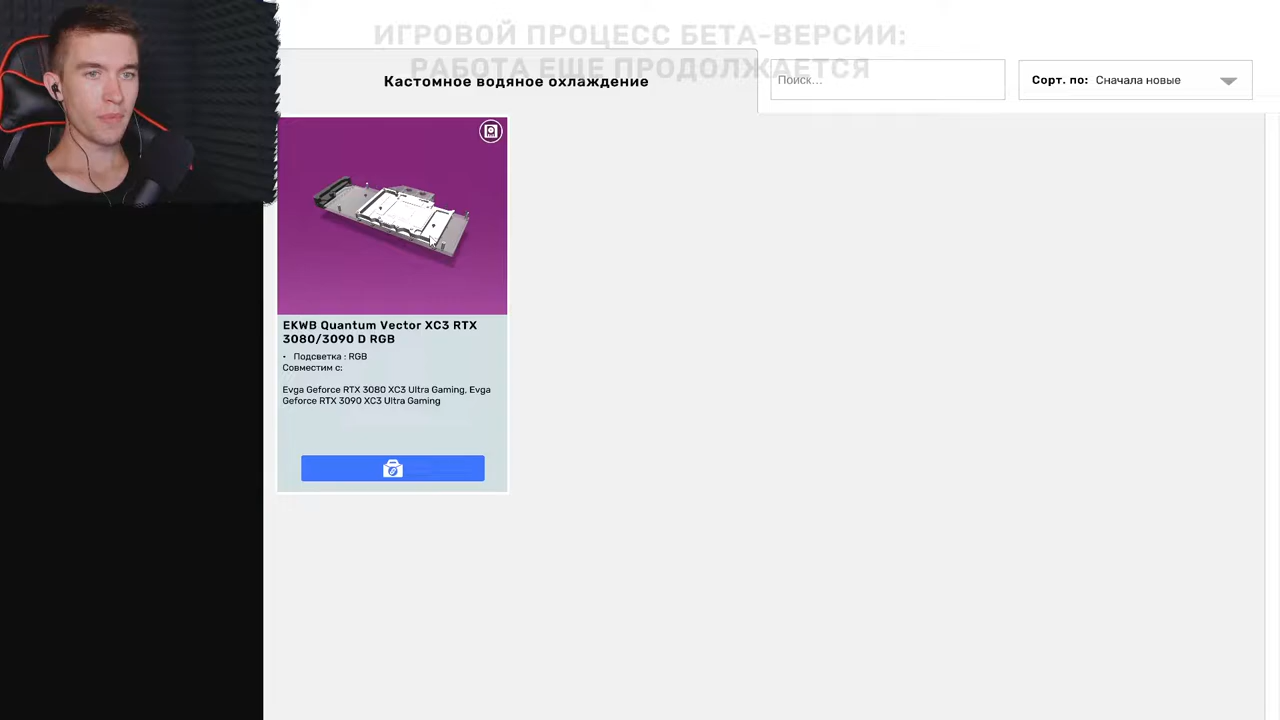 ИГРОВОЙ ПРОЦЕСС БЕТА-ВЕРСИИ:
РАБОТА ЕЩЕ ПРОДОЛЖАЕТСЯ
Кастомное водяное охлаждение
Поиск...
Сорт. по: Сначала новые
EKWB Quantum Vector XC3 RTX
3080/3090 D RGB
• Подсветка : RGB
Совместим с:
Evga Geforce RTX 3080 XC3 Ultra Gaming, Evga
Geforce RTX 3090 XC3 Ultra Gaming